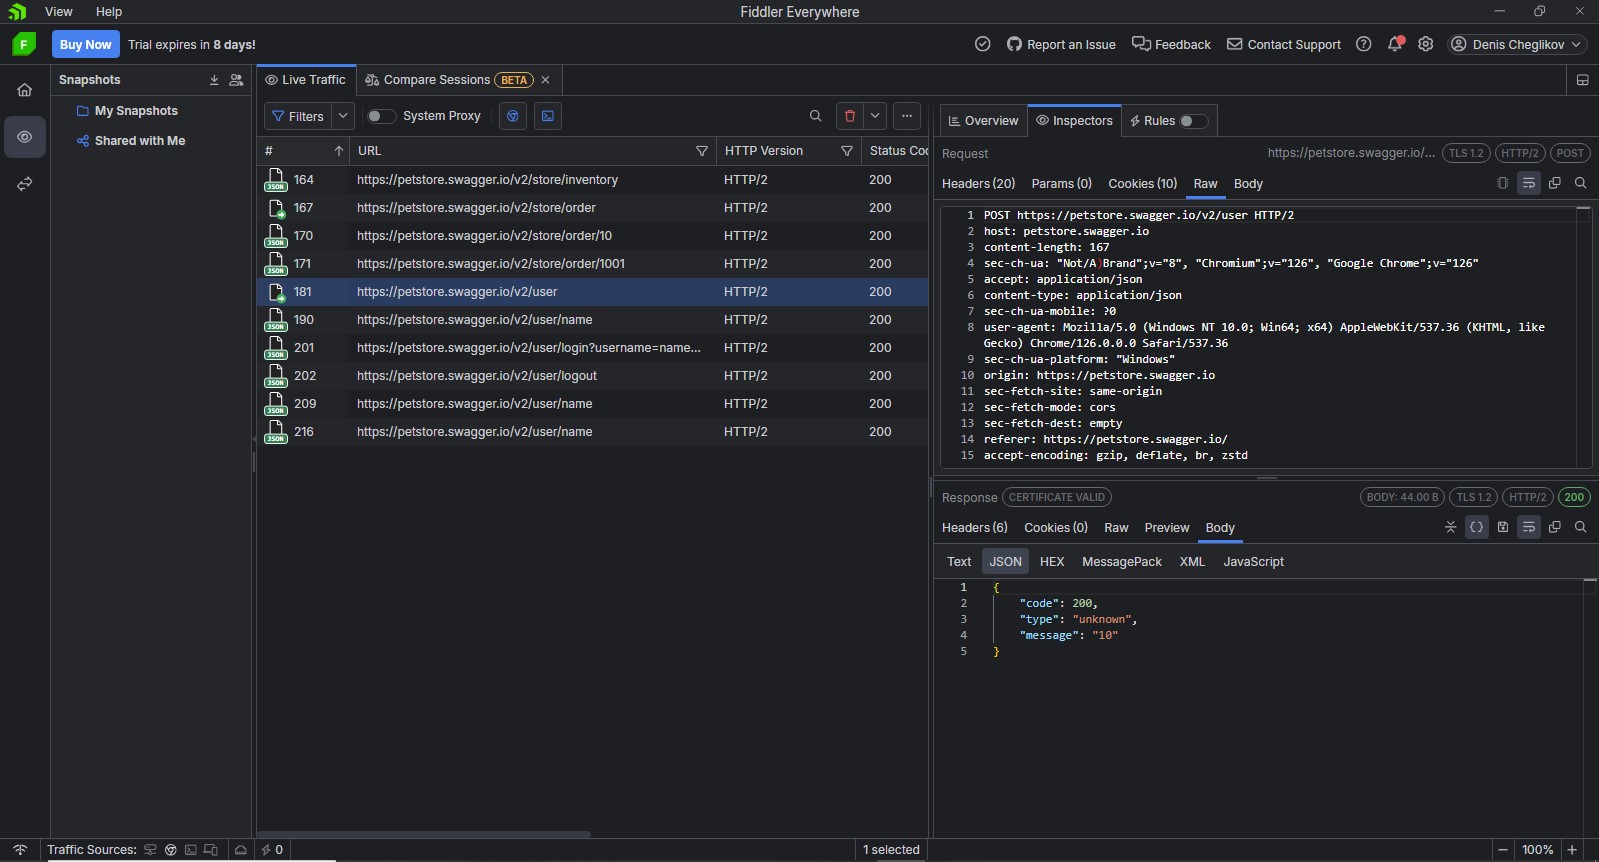 View Help Fiddler Everywhere
F Buy Now Trial expires in 8 days! Report an Issue Feedback Contact Support Denis Cheglikov
Snapshots
My Snapshots
Shared with Me
Live Traffic Compare Sessions BETA
Filters System Proxy
# URL HTTP Version Status Co
JSON 164 https://petstore.swagger.io/v2/store/inventory HTTP/2 200
167 https://petstore.swagger.io/v2/store/order HTTP/2 200
JSON 170 https://petstore.swagger.io/v2/store/order/10 HTTP/2 200
JSON 171 https://petstore.swagger.io/v2/store/order/1001 HTTP/2 200
181 https://petstore.swagger.io/v2/user HTTP/2 200
JSON 190 https://petstore.swagger.io/v2/user/name HTTP/2 200
JSON 201 https://petstore.swagger.io/v2/user/login?username=name... HTTP/2 200
JSON 202 https://petstore.swagger.io/v2/user/logout HTTP/2 200
JSON 209 https://petstore.swagger.io/v2/user/name HTTP/2 200
JSON 216 https://petstore.swagger.io/v2/user/name HTTP/2 200
Overview Inspectors Rules
Request https://petstore.swagger.io/... TLS 1.2 HTTP/2 POST
Headers (20) Params (0) Cookies (10) Raw Body
1 POST https://petstore.swagger.io/v2/user HTTP/2
2 host: petstore.swagger.io
3 content-length: 167
4 sec-ch-ua: "Not/A)Brand";v="8", "Chromium";v="126", "Google Chrome";v="126"
5 accept: application/json
6 content-type: application/json
7 sec-ch-ua-mobile: ?0
8 user-agent: Mozilla/5.0 (Windows NT 10.0; Win64; x64) AppleWebKit/537.36 (KHTML, like
Gecko) Chrome/126.0.0.0 Safari/537.36
9 sec-ch-ua-platform: "Windows"
10 origin: https://petstore.swagger.io
11 sec-fetch-site: same-origin
12 sec-fetch-mode: cors
13 sec-fetch-dest: empty
14 referer: https://petstore.swagger.io/
15 accept-encoding: gzip, deflate, br, zstd
Response CERTIFICATE VALID BODY: 44.00 B TLS 1.2 HTTP/2 200
Headers (6) Cookies (0) Raw Preview Body
Text JSON HEX MessagePack XML JavaScript
1 {
2 "code": 200,
3 "type": "unknown",
4 "message": "10"
5 }
Traffic Sources: 0 1 selected 100%